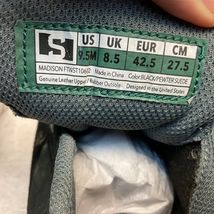 S US UK EUR CM
9.5M 8.5 42.5 27.5
MADISON Made in China Color:BLACK/PEWTER SUEDE
Genuine Leather Upper/ Rubber Outsole Designed in the United States